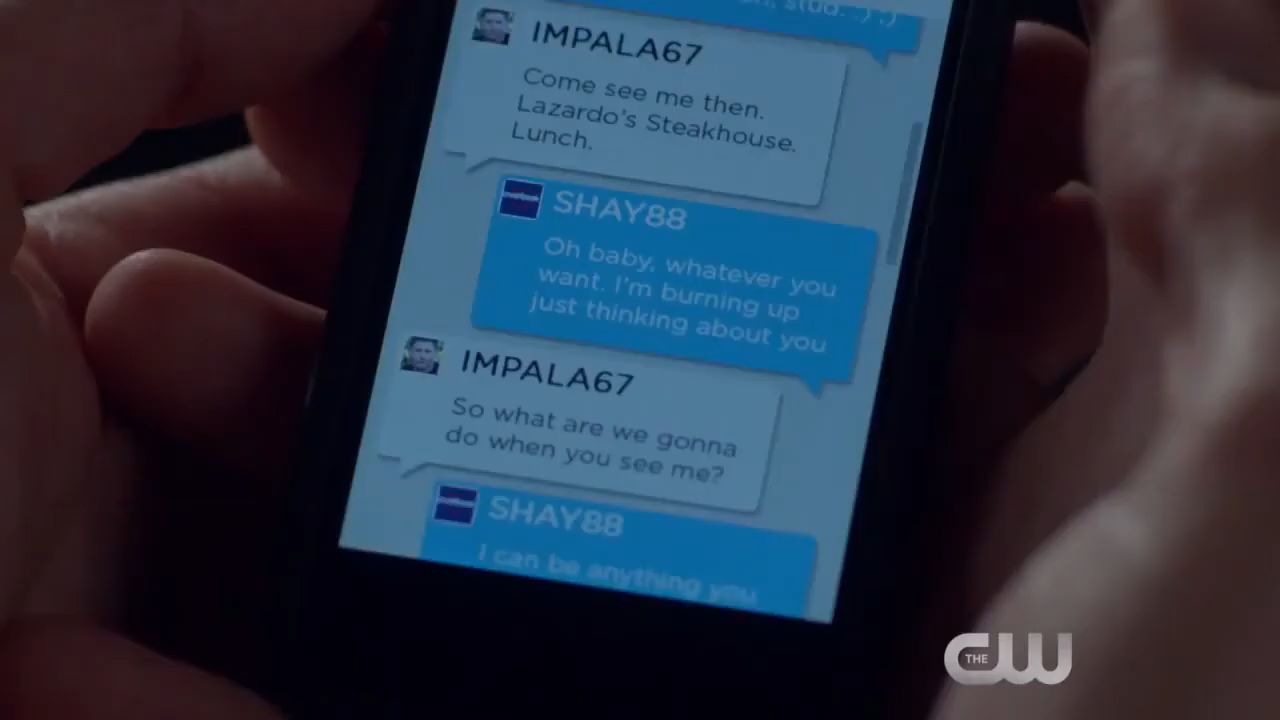 stud. ;) ;)
IMPALA67
Come see me then.
Lazardo's Steakhouse.
Lunch.
SHAY88
Oh baby, whatever you
want. I'm burning up
just thinking about you
IMPALA67
So what are we gonna
do when you see me?
SHAY88
I can be anything you
THE CW